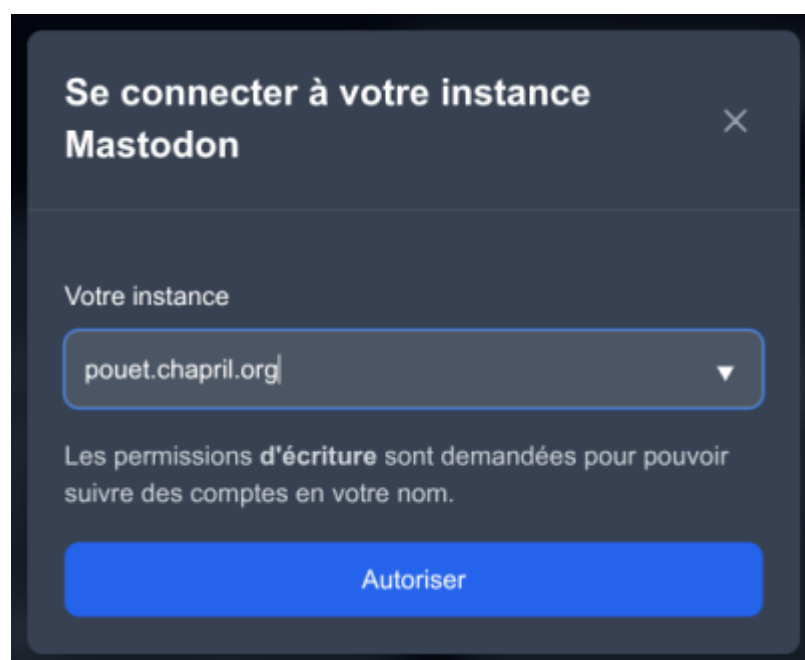 Se connecter à votre instance
Mastodon
Votre instance
pouet.chapril.org
Les permissions d'écriture sont demandées pour pouvoir
suivre des comptes en votre nom.
Autoriser